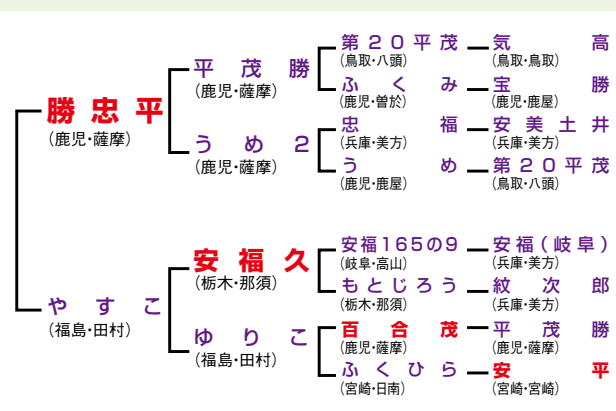 勝忠平
(鹿児・薩摩)
平茂勝
(鹿児・薩摩)
第20平茂
(鳥取・八頭)
気高
(鳥取・鳥取)
ふくみ
(鹿児・曽於)
宝勝
(鹿児・鹿屋)
うめ2
(鹿児・薩摩)
忠福
(兵庫・美方)
安美土井
(兵庫・美方)
うめ
(鹿児・鹿屋)
第20平茂
(鳥取・八頭)
やすこ
(福島・田村)
安福久
(栃木・那須)
安福165の9
(岐阜・高山)
安福(岐阜)
(兵庫・美方)
もとじろう
(栃木・那須)
紋次郎
(兵庫・美方)
ゆりこ
(福島・田村)
百合茂
(鹿児・薩摩)
平茂勝
(鹿児・薩摩)
ふくひら
(宮崎・日南)
安平
(宮崎・宮崎)